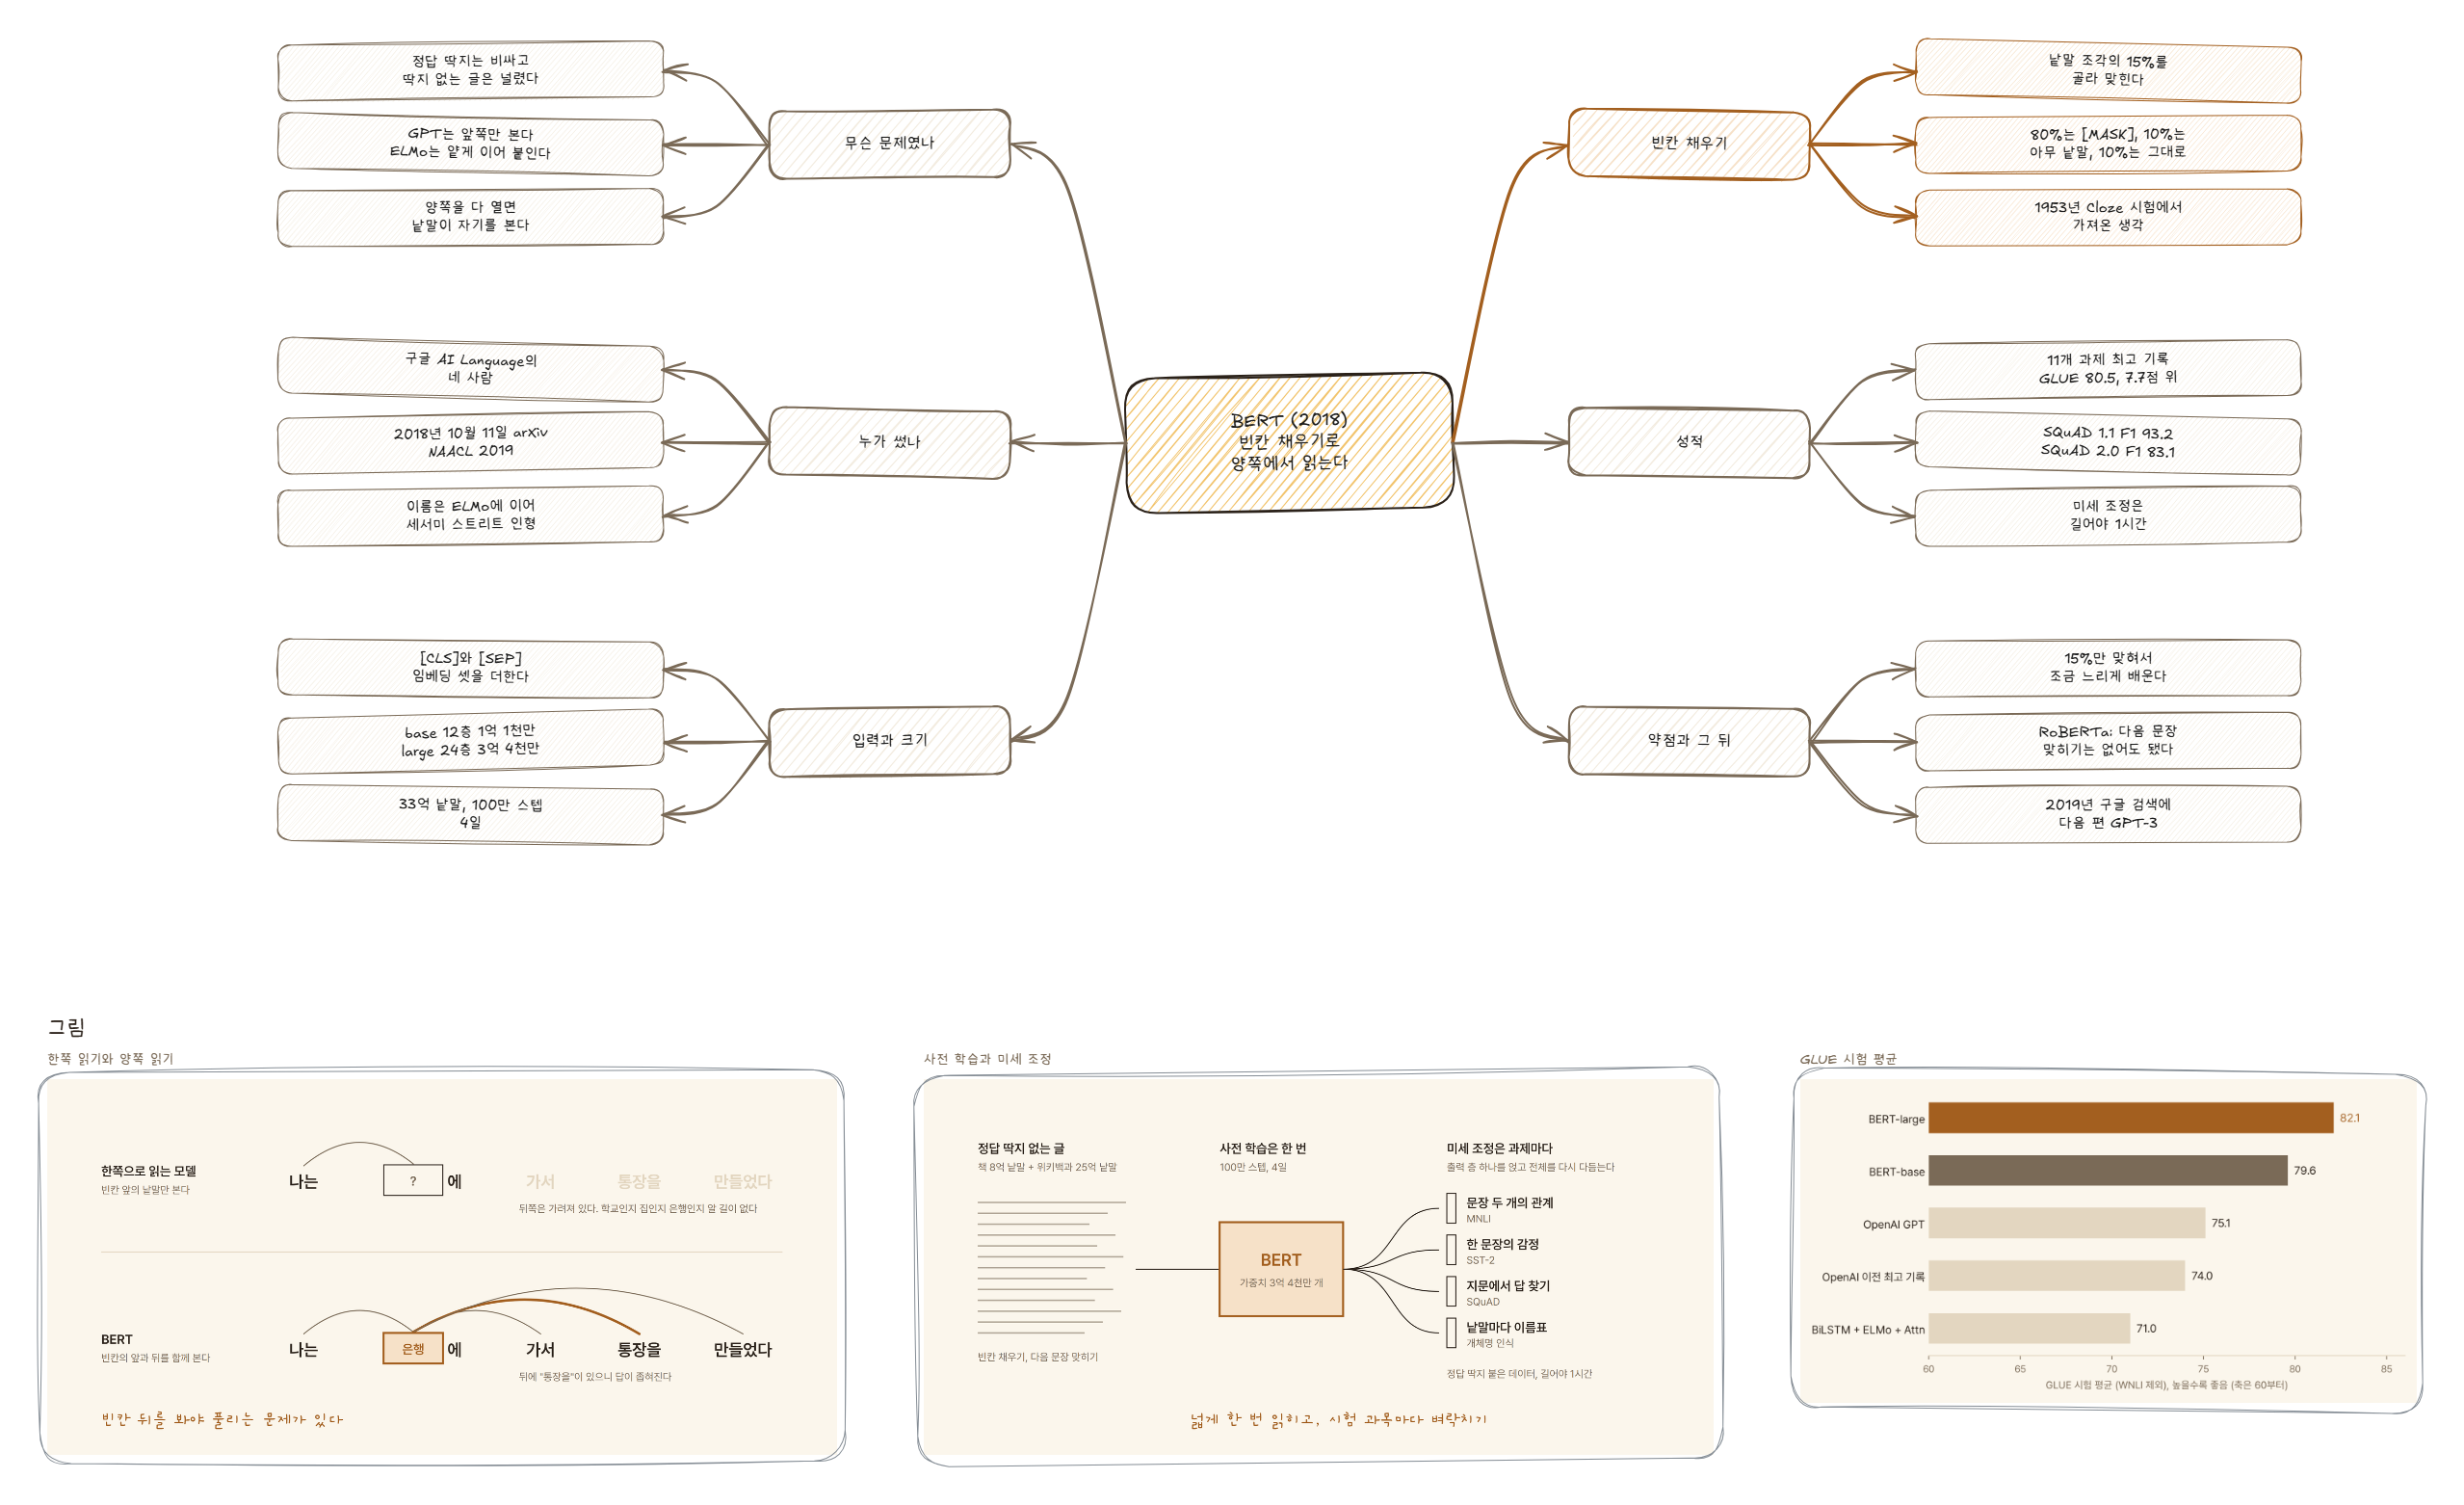 정답 딱지는 비싸고
딱지 없는 글은 널렸다
GPT는 앞쪽만 본다
ELMo는 얕게 이어 붙인다
양쪽을 다 열면
낱말이 자기를 본다
무슨 문제였나
구글 AI Language의
네 사람
2018년 10월 11일 arXiv
NAACL 2019
이름은 ELMo에 이어
세서미 스트리트 인형
누가 썼나
[CLS]와 [SEP]
임베딩 셋을 더한다
base 12층 1억 1천만
large 24층 3억 4천만
33억 낱말, 100만 스텝
4일
입력과 크기
BERT (2018)
빈칸 채우기로
양쪽에서 읽는다
빈칸 채우기
낱말 조각의 15%를
골라 맞힌다
80%는 [MASK], 10%는
아무 낱말, 10%는 그대로
1953년 Cloze 시험에서
가져온 생각
성적
11개 과제 최고 기록
GLUE 80.5, 7.7점 위
SQuAD 1.1 F1 93.2
SQuAD 2.0 F1 83.1
미세 조정은
길어야 1시간
약점과 그 뒤
15%만 맞혀서
조금 느리게 배운다
RoBERTa: 다음 문장
맞히기는 없어도 됐다
2019년 구글 검색에
다음 편 GPT-3
그림
한쪽 읽기와 양쪽 읽기
한쪽으로 읽는 모델
빈칸 앞의 낱말만 본다
나는 ? 에 가서 통장을 만들었다
뒤쪽은 가려져 있다. 학교인지 집인지 은행인지 알 길이 없다
BERT
빈칸의 앞과 뒤를 함께 본다
나는 은행 에 가서 통장을 만들었다
뒤에 "통장을"이 있으니 답이 좁혀진다
빈칸 뒤를 봐야 풀리는 문제가 있다
사전 학습과 미세 조정
정답 딱지 없는 글
책 8억 낱말 + 위키백과 25억 낱말
빈칸 채우기, 다음 문장 맞히기
사전 학습은 한 번
100만 스텝, 4일
BERT
가중치 3억 4천만 개
미세 조정은 과제마다
출력 층 하나를 얹고 전체를 다시 다듬는다
문장 두 개의 관계
MNLI
한 문장의 감정
SST-2
지문에서 답 찾기
SQuAD
낱말마다 이름표
개체명 인식
정답 딱지 붙은 데이터, 길어야 1시간
넓게 한 번 읽히고, 시험 과목마다 벼락치기
GLUE 시험 평균
BERT-large 82.1
BERT-base 79.6
OpenAI GPT 75.1
OpenAI 이전 최고 기록 74.0
BiLSTM + ELMo + Attn 71.0
60 65 70 75 80 85
GLUE 시험 평균 (WNLI 제외), 높을수록 좋음 (축은 60부터)